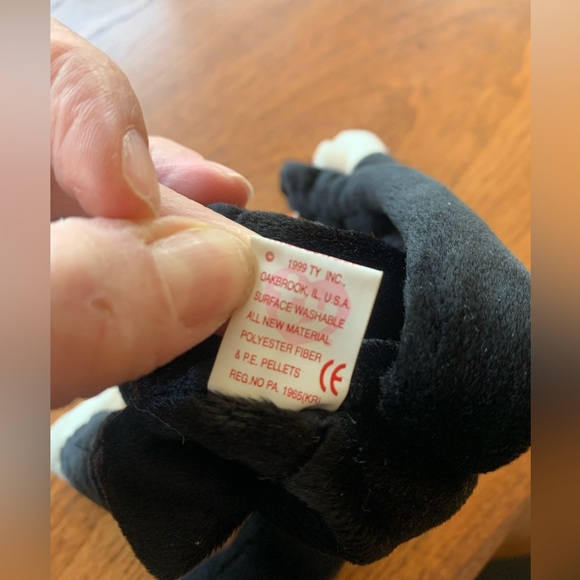 © 1999 TY INC.,
OAKBROOK, IL, U.S.A.
SURFACE WASHABLE
ALL NEW MATERIAL
POLYESTER FIBER
& P.E. PELLETS CE
REG.NO PA. 1965(KR)